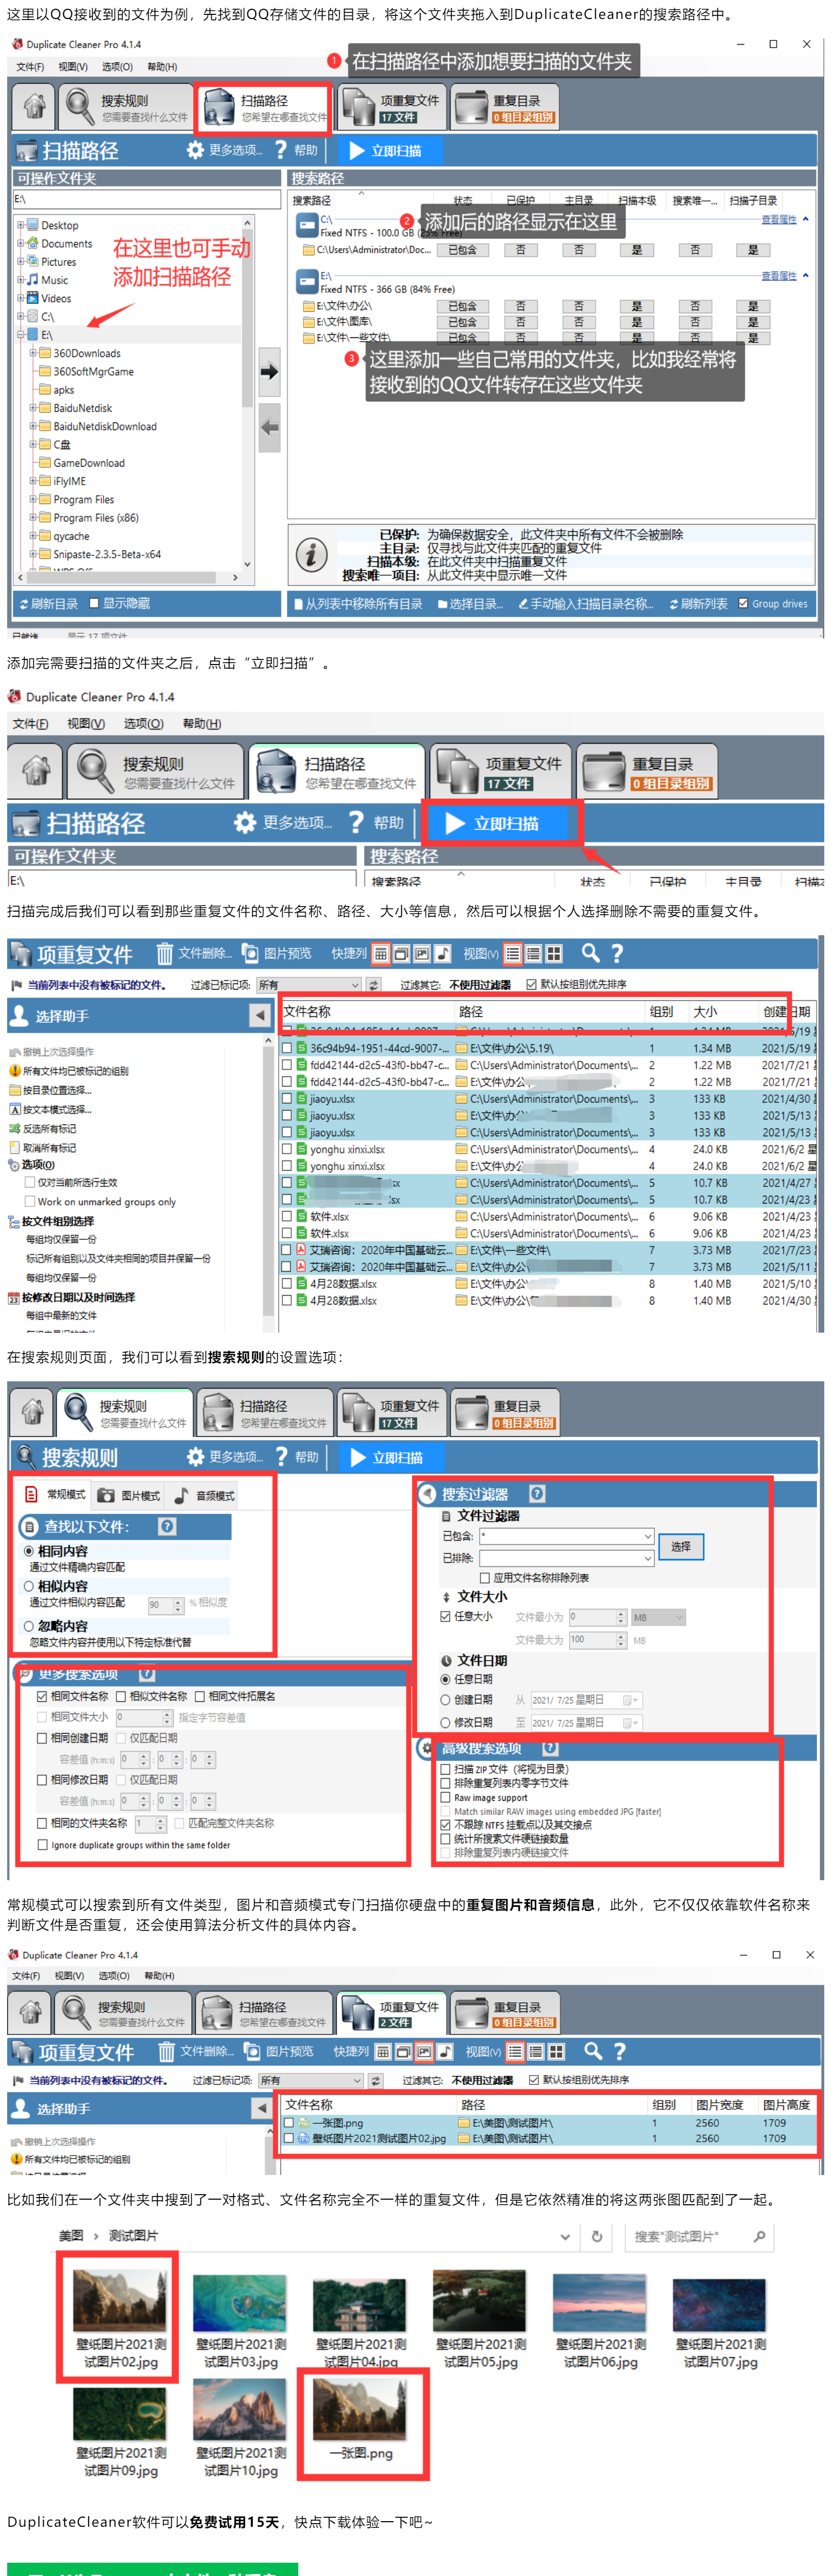 这里以QQ接收到的文件为例，先找到QQ存储文件的目录，将这个文件夹拖入到DuplicateCleaner的搜索路径中。
Duplicate Cleaner Pro 4.1.4
文件(F) 视图(V) 选项(O) 帮助(H)
1 在扫描路径中添加想要扫描的文件夹
搜索规则 扫描路径 项重复文件 重复目录
您需要查找什么文件 您希望在哪查找文件 17 文件 0 组目录组别
扫描路径 更多选项... 帮助 立即扫描
可操作文件夹 搜索路径
E:\
搜索路径 状态 已保护 主目录 扫描本级 搜索唯一... 扫描子目录
C:\ 查看属性
2 添加后的路径显示在这里
Fixed NTFS - 100.0 GB (25% Free)
C:\Users\Administrator\Doc... 已包含 否 否 是 否 是
E:\ 查看属性
Fixed NTFS - 366 GB (84% Free)
E:\文件\办公\ 已包含 否 否 是 否 是
E:\文件\图库\ 已包含 否 否 是 否 是
E:\文件\一些文件\ 已包含 否 否 是 否 是
3 这里添加一些自己常用的文件夹，比如我经常将
接收到的QQ文件转存在这些文件夹
Desktop
Documents
Pictures
Music
Videos
C:\
E:\
在这里也可手动
添加扫描路径
360Downloads
360SoftMgrGame
apks
BaiduNetdisk
BaiduNetdiskDownload
C盘
GameDownload
iFlyIME
Program Files
Program Files (x86)
qycache
Snipaste-2.3.5-Beta-x64
已保护: 为确保数据安全，此文件夹中所有文件不会被删除
主目录: 仅寻找与此文件夹匹配的重复文件
扫描本级: 在此文件夹中扫描重复文件
搜索唯一项目: 从此文件夹中显示唯一文件
刷新目录 显示隐藏 从列表中移除所有目录 选择目录... 手动输入扫描目录名称... 刷新列表 Group drives
已就绪 显示 17 项文件
添加完需要扫描的文件夹之后，点击“立即扫描”。
Duplicate Cleaner Pro 4.1.4
文件(F) 视图(V) 选项(O) 帮助(H)
搜索规则 扫描路径 项重复文件 重复目录
您需要查找什么文件 您希望在哪查找文件 17 文件 0 组目录组别
扫描路径 更多选项... 帮助 立即扫描
可操作文件夹 搜索路径
E:\ 搜索路径 状态 已保护 主目录 扫描本
扫描完成后我们可以看到那些重复文件的文件名称、路径、大小等信息，然后可以根据个人选择删除不需要的重复文件。
项重复文件 文件删除... 图片预览 快捷列 视图(V)
当前列表中没有被标记的文件。 过滤已标记项: 所有 过滤其它: 不使用过滤器 默认按组别优先排序
选择助手
文件名称 路径 组别 大小 创建日期
36c94b94-1951-44cd-9007-... E:\文件\办公\5.19\ 1 1.34 MB 2021/5/19
fdd42144-d2c5-43f0-bb47-c... C:\Users\Administrator\Documents\... 2 1.22 MB 2021/7/21
fdd42144-d2c5-43f0-bb47-c... E:\文件\办公 2 1.22 MB 2021/7/21
jiaoyu.xlsx C:\Users\Administrator\Documents\... 3 133 KB 2021/4/30
jiaoyu.xlsx E:\文件\办公 3 133 KB 2021/5/13
jiaoyu.xlsx C:\Users\Administrator\Documents\... 3 133 KB 2021/5/13
yonghu xinxi.xlsx C:\Users\Administrator\Documents\... 4 24.0 KB 2021/6/2
yonghu xinxi.xlsx E:\文件\办公 4 24.0 KB 2021/6/2
sx C:\Users\Administrator\Documents\... 5 10.7 KB 2021/4/27
.sx C:\Users\Administrator\Documents\... 5 10.7 KB 2021/4/23
软件.xlsx C:\Users\Administrator\Documents\... 6 9.06 KB 2021/4/23
软件.xlsx C:\Users\Administrator\Documents\... 6 9.06 KB 2021/4/23
艾瑞咨询：2020年中国基础云... E:\文件\一些文件\ 7 3.73 MB 2021/7/23
艾瑞咨询：2020年中国基础云... E:\文件\办公 7 3.73 MB 2021/5/11
4月28数据.xlsx E:\文件\办公\ 8 1.40 MB 2021/5/10
4月28数据.xlsx E:\文件\办公\ 8 1.40 MB 2021/4/30
撤销上次选择操作
所有文件均已被标记的组别
按目录位置选择...
按文本模式选择...
反选所有标记
取消所有标记
选项(O)
仅对当前所选行生效
Work on unmarked groups only
按文件组别选择
每组均仅保留一份
标记所有组别以及文件夹相同的项目并保留一份
每组均仅保留一份
按修改日期以及时间选择
每组中最新的文件
在搜索规则页面，我们可以看到搜索规则的设置选项：
搜索规则 扫描路径 项重复文件 重复目录
您需要查找什么文件 您希望在哪查找文件 17 文件 0 组目录组别
搜索规则 更多选项... 帮助 立即扫描
常规模式 图片模式 音频模式
查找以下文件:
相同内容
通过文件精确内容匹配
相似内容
通过文件相似内容匹配 90 % 相似度
忽略内容
忽略文件内容并使用以下特定标准代替
更多搜索选项
相同文件名称 相似文件名称 相同文件拓展名
相同文件大小 0 指定字节容差值
相同创建日期 仅匹配日期
容差值 (h:m:s) 0 : 0 : 0
相同修改日期 仅匹配日期
容差值 (h:m:s) 0 : 0 : 0
相同的文件夹名称 1 匹配完整文件夹名称
Ignore duplicate groups within the same folder
搜索过滤器
文件过滤器
已包含: * 选择
已排除:
应用文件名称排除列表
文件大小
任意大小 文件最小为 0 MB
文件最大为 100 MB
文件日期
任意日期
创建日期 从 2021/ 7/25 星期日
修改日期 至 2021/ 7/25 星期日
高级搜索选项
扫描 ZIP 文件（将视为目录）
排除重复列表内零字节文件
Raw image support
Match similar RAW images using embedded JPG [faster]
不跟踪 NTFS 挂载点以及其交接点
统计所搜索文件硬链接数量
排除重复列表内硬链接文件
常规模式可以搜索到所有文件类型，图片和音频模式专门扫描你硬盘中的重复图片和音频信息，此外，它不仅仅依靠软件名称来
判断文件是否重复，还会使用算法分析文件的具体内容。
Duplicate Cleaner Pro 4.1.4
文件(F) 视图(V) 选项(O) 帮助(H)
搜索规则 扫描路径 项重复文件 重复目录
您需要查找什么文件 您希望在哪查找文件 2 文件 0 组目录组别
项重复文件 文件删除... 图片预览 快捷列 视图(V)
当前列表中没有被标记的文件。 过滤已标记项: 所有 过滤其它: 不使用过滤器 默认按组别优先排序
选择助手
文件名称 路径 组别 图片宽度 图片高度
一张图.png E:\美图\测试图片\ 1 2560 1709
壁纸图片2021测试图片02.jpg E:\美图\测试图片\ 1 2560 1709
撤销上次选择操作
所有文件均已被标记的组别
比如我们在一个文件夹中搜到了一对格式、文件名称完全不一样的重复文件，但是它依然精准的将这两张图匹配到了一起。
美图 › 测试图片 搜索"测试图片"
壁纸图片2021测
试图片02.jpg
壁纸图片2021测
试图片03.jpg
壁纸图片2021测
试图片04.jpg
壁纸图片2021测
试图片05.jpg
壁纸图片2021测
试图片06.jpg
壁纸图片2021测
试图片07.jpg
壁纸图片2021测
试图片09.jpg
壁纸图片2021测
试图片10.jpg
一张图.png
DuplicateCleaner软件可以免费试用15天，快点下载体验一下吧~